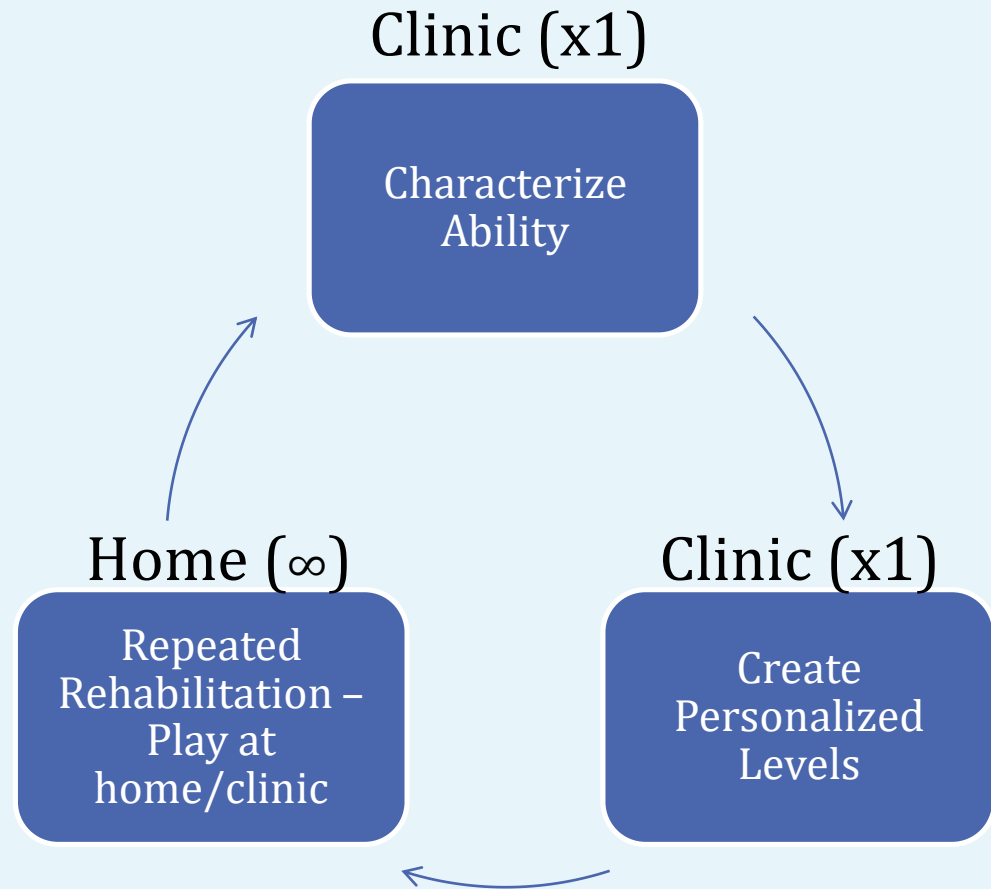 Clinic (x1)
Characterize
Ability
Home (∞)
Repeated
Rehabilitation –
Play at
home/clinic
Clinic (x1)
Create
Personalized
Levels